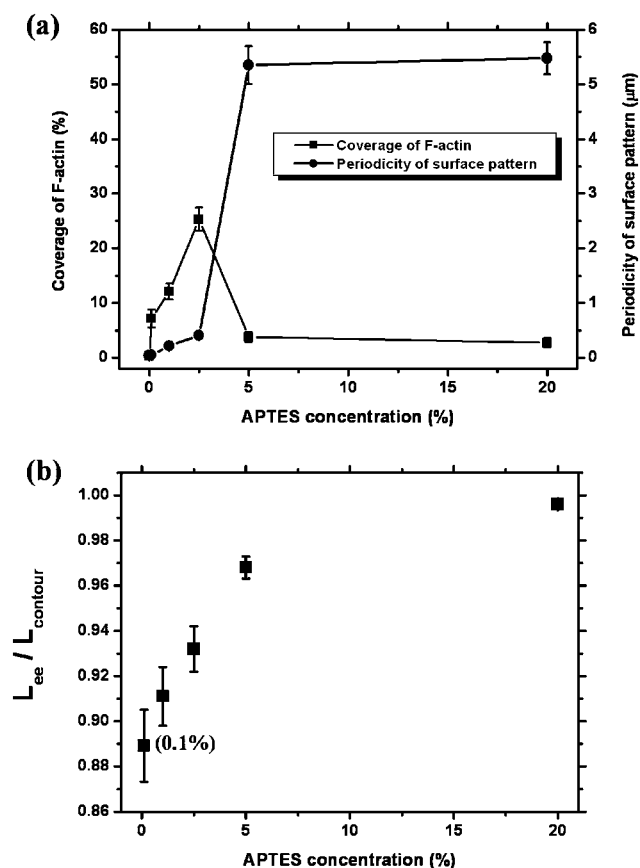 (a)
60
50
40
30
20
10
0
Coverage of F-actin (%)
6
5
4
3
2
1
0
Periodicity of surface pattern (μm)
Coverage of F-actin
Periodicity of surface pattern
0 5 10 15 20
APTES concentration (%)
(b)
1.00
0.98
0.96
0.94
0.92
0.90
0.88
0.86
L_ee / L_contour
(0.1%)
0 5 10 15 20
APTES concentration (%)